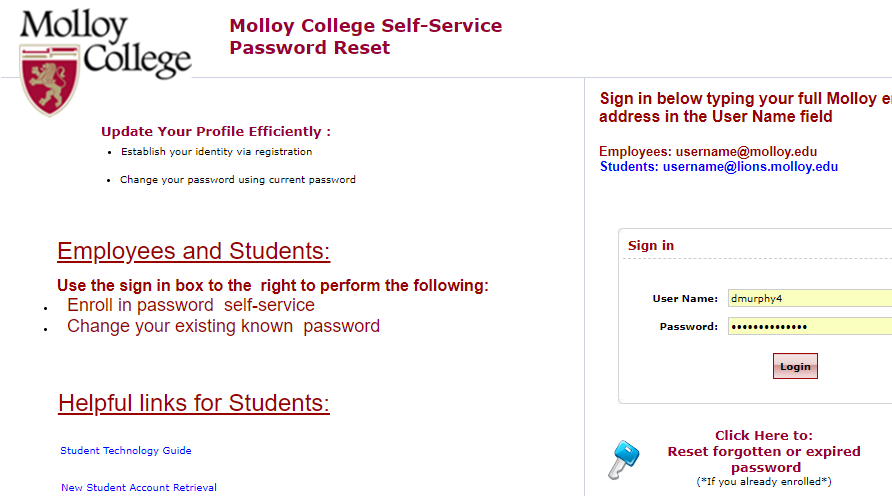 Molloy
College
Molloy College Self-Service
Password Reset
Update Your Profile Efficiently :
Establish your identity via registration
Change your password using current password
Employees and Students:
Use the sign in box to the  right to perform the following:
Enroll in password  self-service
Change your existing known  password
Helpful links for Students:
Student Technology Guide
New Student Account Retrieval
Sign in below typing your full Molloy
address in the User Name field
Employees: username@molloy.edu
Students: username@lions.molloy.edu
Sign in
User Name: dmurphy4
Password: ••••••••••••••
Login
Click Here to:
Reset forgotten or expired
password
(*If you already enrolled*)